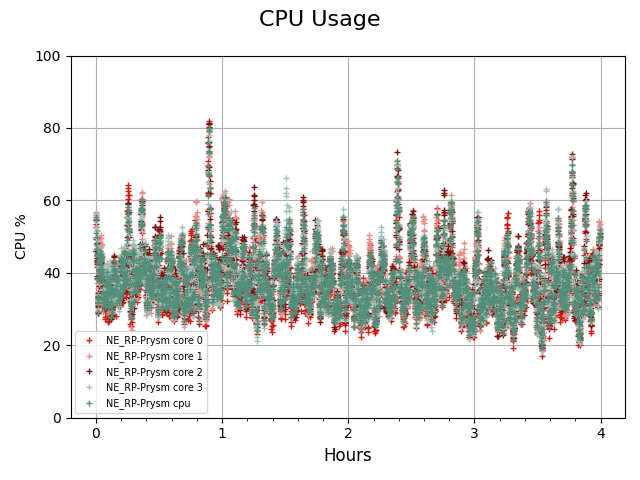 CPU Usage
100
80
60
40
20
0
CPU %
NE_RP-Prysm core 0
NE_RP-Prysm core 1
NE_RP-Prysm core 2
NE_RP-Prysm core 3
NE_RP-Prysm cpu
0 1 2 3 4
Hours